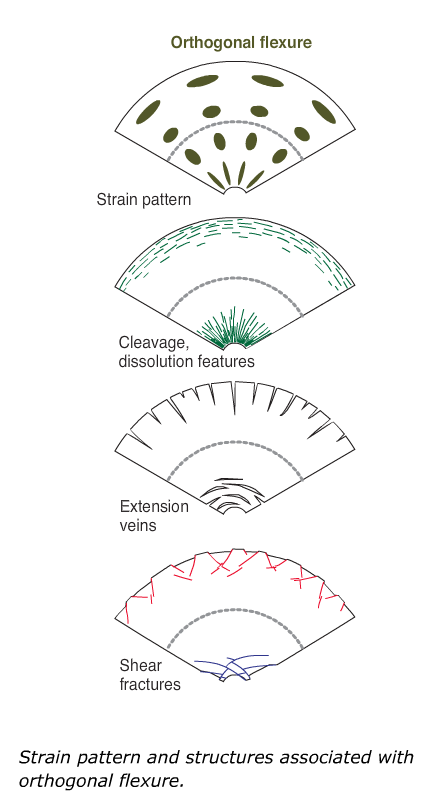 Orthogonal flexure
Strain pattern
Cleavage,
dissolution features
Extension
veins
Shear
fractures
Strain pattern and structures associated with
orthogonal flexure.